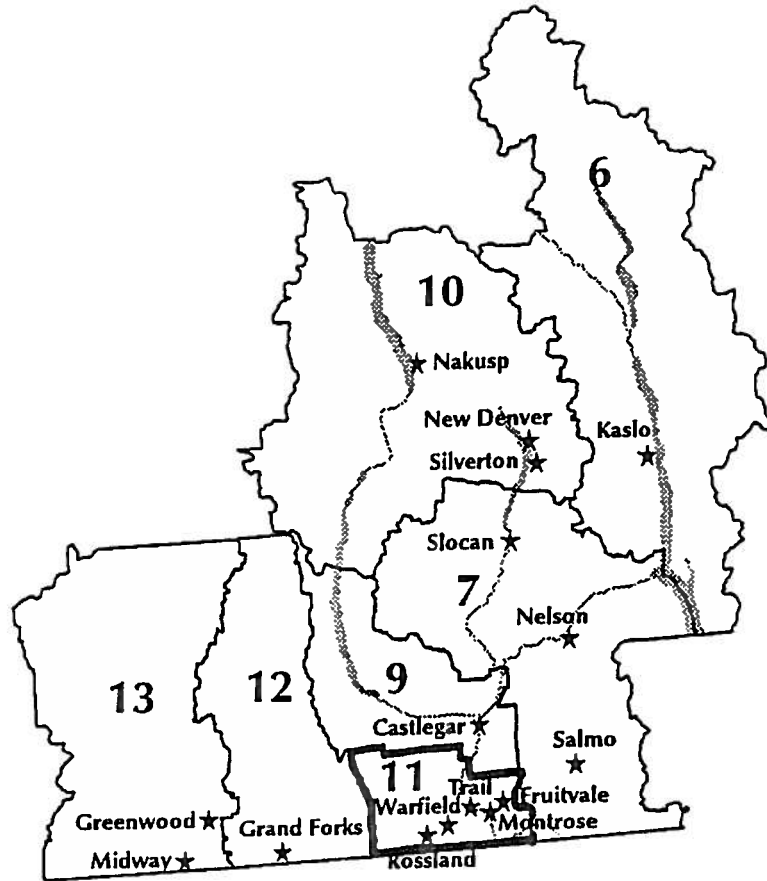 6
10
Nakusp
New Denver
Kaslo
Silverton
Slocan
7
Nelson
9
13
12
Castlegar
Salmo
11
Trail
Fruitvale
Warfield
Greenwood
Montrose
Grand Forks
Midway
Rossland